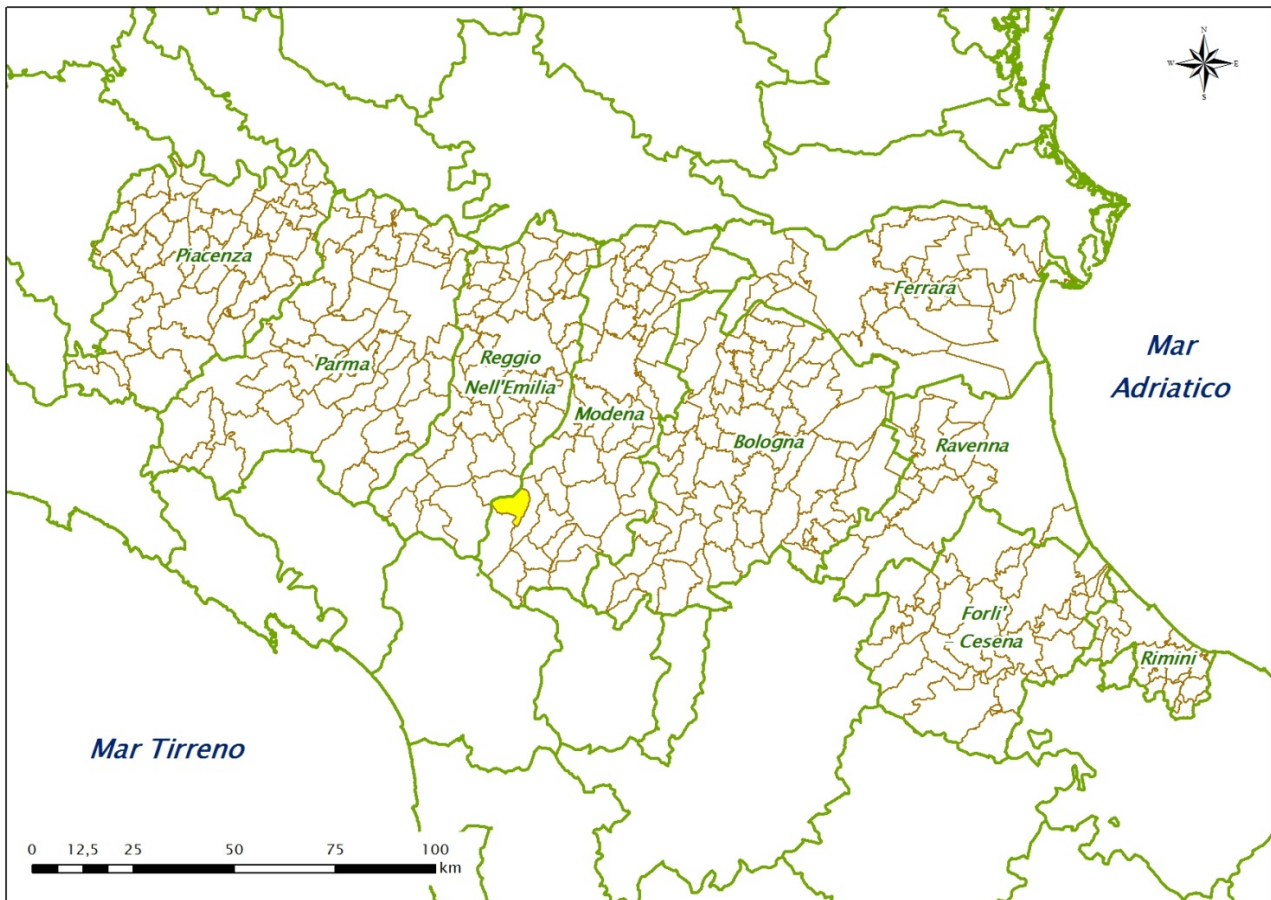 N
W E
S
Piacenza
Ferrara
Mar
Adriatico
Parma
Reggio
Nell'Emilia
Modena
Bologna
Ravenna
Forli'
- Cesena
Rimini
Mar Tirreno
0 12,5 25 50 75 100
km